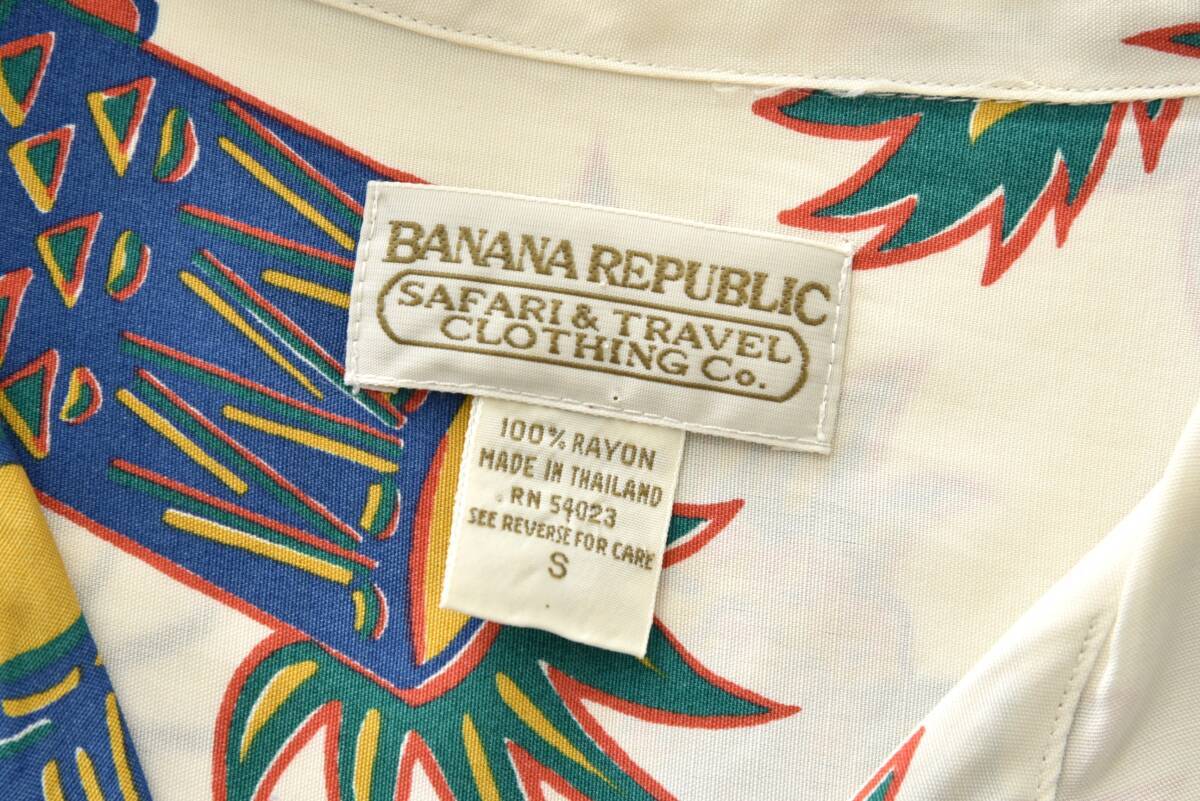 BANANA REPUBLIC
SAFARI & TRAVEL
CLOTHING Co.
100% RAYON
MADE IN THAILAND
RN 54023
SEE REVERSE FOR CARE
S